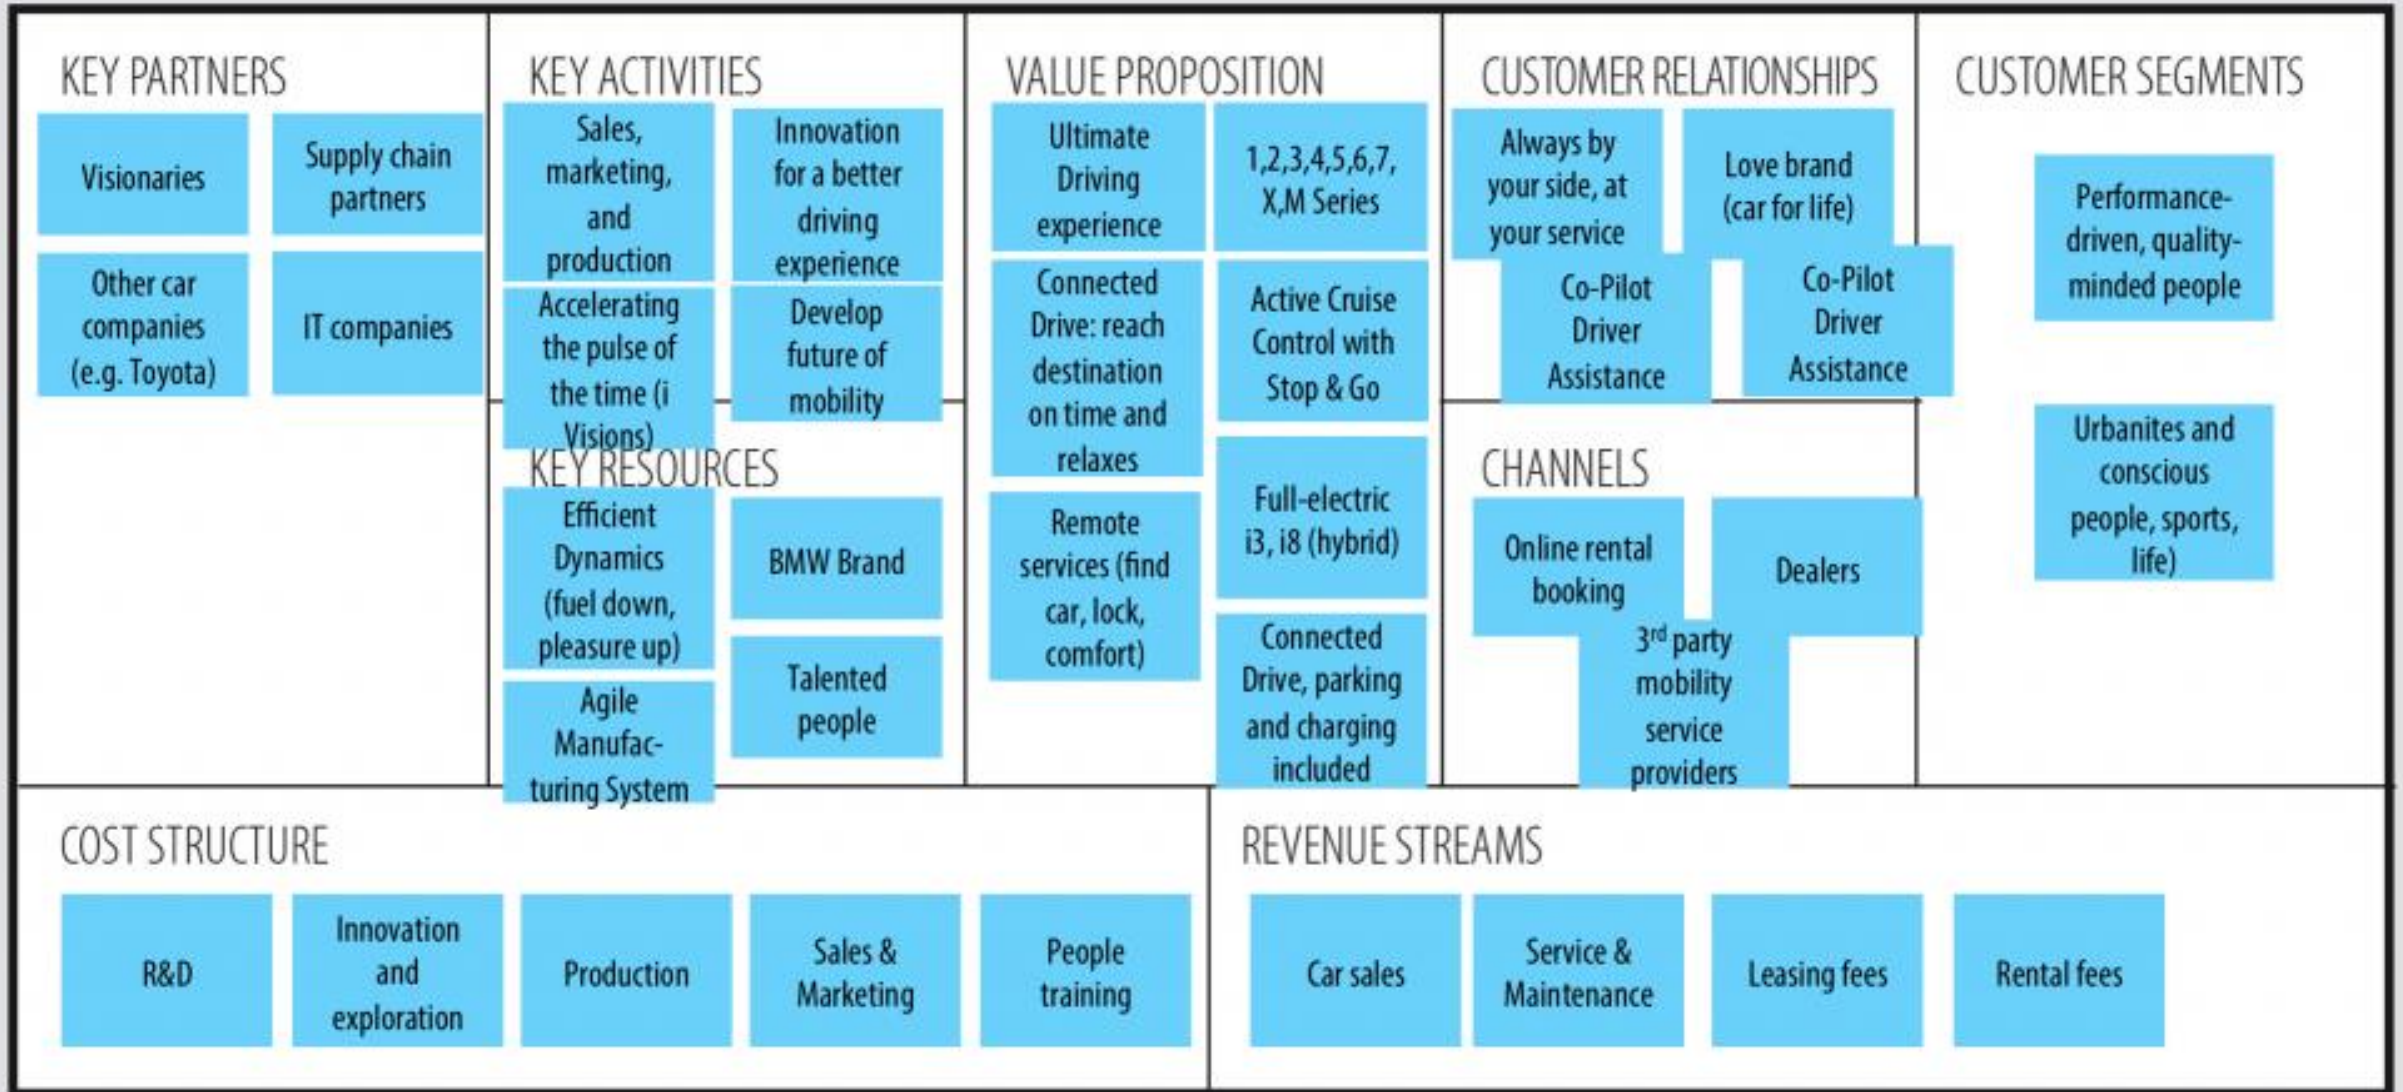 KEY PARTNERS
Visionaries
Supply chain
partners
Other car
companies
(e.g. Toyota)
IT companies
KEY ACTIVITIES
Sales,
marketing,
and
production
Innovation
for a better
driving
experience
Accelerating
the pulse of
the time (i
Visions)
Develop
future of
mobility
KEY RESOURCES
Efficient
Dynamics
(fuel down,
pleasure up)
BMW Brand
Agile
Manufac-
turing System
Talented
people
VALUE PROPOSITION
Ultimate
Driving
experience
1,2,3,4,5,6,7,
X,M Series
Connected
Drive: reach
destination
on time and
relaxes
Active Cruise
Control with
Stop & Go
Remote
services (find
car, lock,
comfort)
Full-electric
i3, i8 (hybrid)
Connected
Drive, parking
and charging
included
CUSTOMER RELATIONSHIPS
Always by
your side, at
your service
Love brand
(car for life)
Co-Pilot
Driver
Assistance
Co-Pilot
Driver
Assistance
CHANNELS
Online rental
booking
Dealers
3rd party
mobility
service
providers
CUSTOMER SEGMENTS
Performance-
driven, quality-
minded people
Urbanites and
conscious
people, sports,
life)
COST STRUCTURE
R&D
Innovation
and
exploration
Production
Sales &
Marketing
People
training
REVENUE STREAMS
Car sales
Service &
Maintenance
Leasing fees
Rental fees